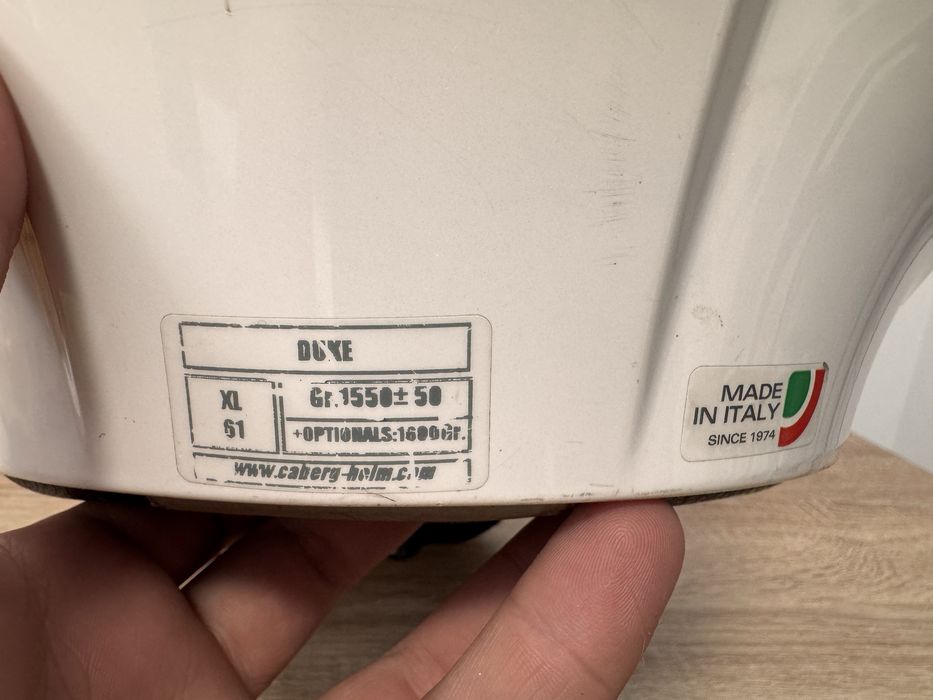 DUKE
XL
61
Gr.1550± 50
+OPTIONALS:1600Gr.
www.caberg-helm.com
MADE
IN ITALY
SINCE 1974